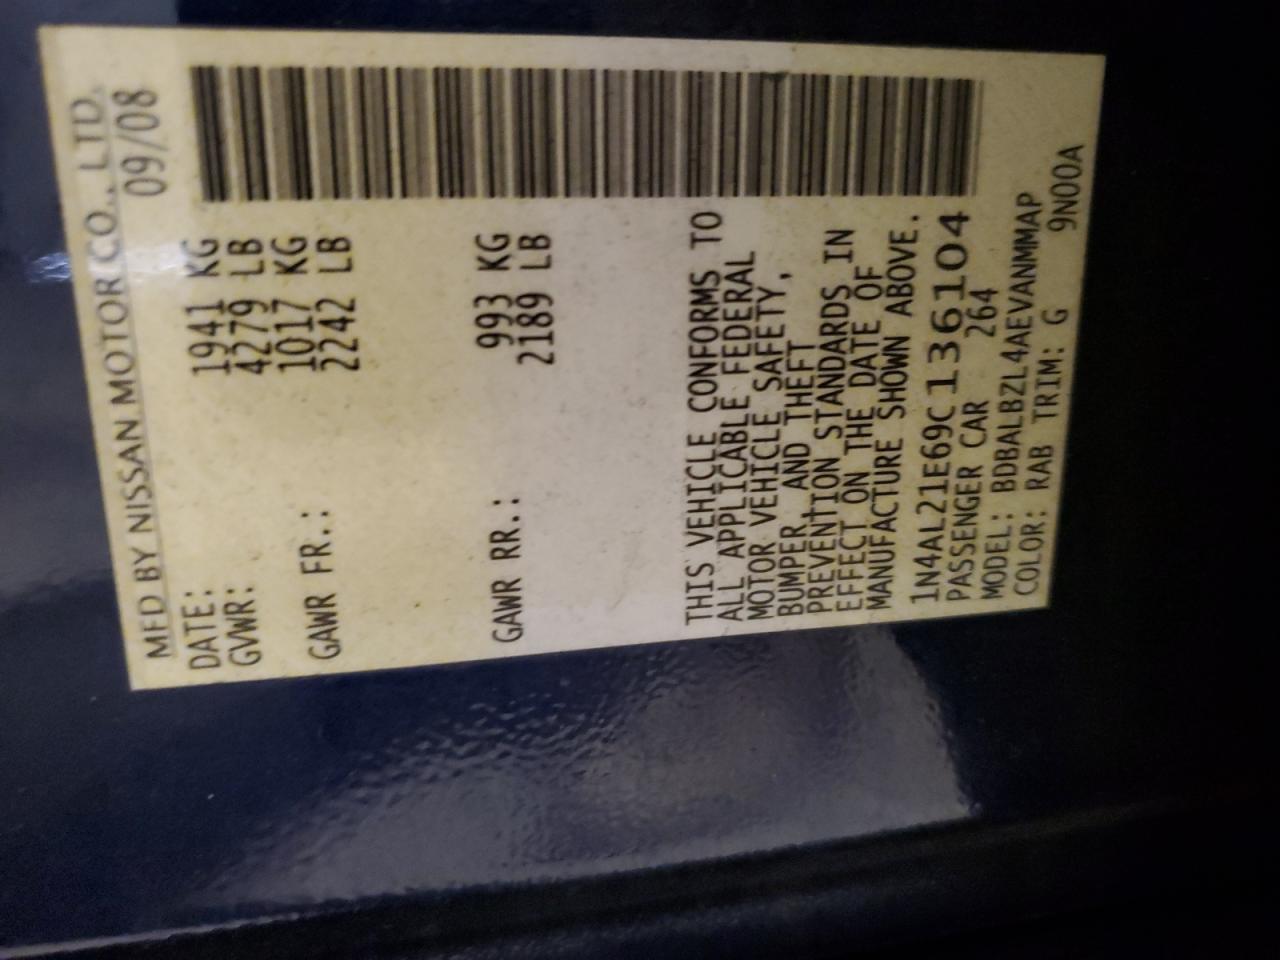 MFD BY NISSAN MOTOR CO., LTD.
DATE: 09/08
GVWR: 1941 KG
4279 LB
GAWR FR.: 1017 KG
2242 LB
GAWR RR.: 993 KG
2189 LB
THIS VEHICLE CONFORMS TO
ALL APPLICABLE FEDERAL
MOTOR VEHICLE SAFETY,
BUMPER, AND THEFT
PREVENTION STANDARDS IN
EFFECT ON THE DATE OF
MANUFACTURE SHOWN ABOVE.
1N4AL21E69C136104
PASSENGER CAR 264
MODEL: BDBALBZL4AEVANMMAP
COLOR: RAB TRIM: G 9N00A